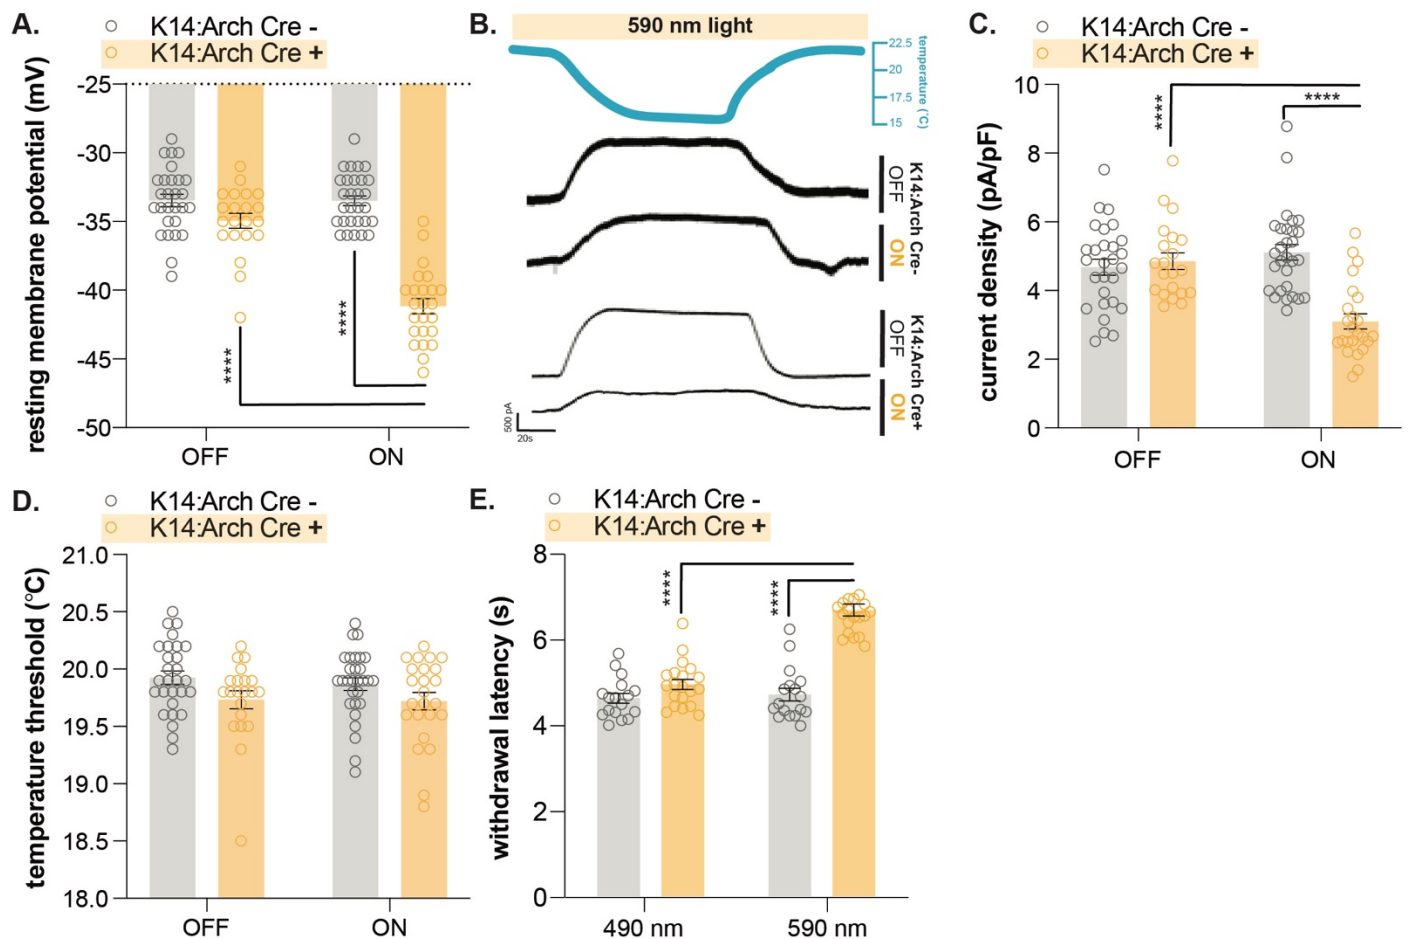 A.
K14:Arch Cre -
K14:Arch Cre +
resting membrane potential (mV)
-25
-30
-35
-40
-45
-50
****
****
OFF
ON
B.
590 nm light
22.5
20
17.5
15
temperature (°C)
K14:Arch Cre-
OFF
ON
K14:Arch Cre+
OFF
ON
500 pA
20s
C.
K14:Arch Cre -
K14:Arch Cre +
current density (pA/pF)
10
8
6
4
2
0
****
****
OFF
ON
D.
K14:Arch Cre -
K14:Arch Cre +
temperature threshold (°C)
21.0
20.5
20.0
19.5
19.0
18.5
18.0
OFF
ON
E.
K14:Arch Cre -
K14:Arch Cre +
withdrawal latency (s)
8
6
4
2
0
****
****
490 nm
590 nm